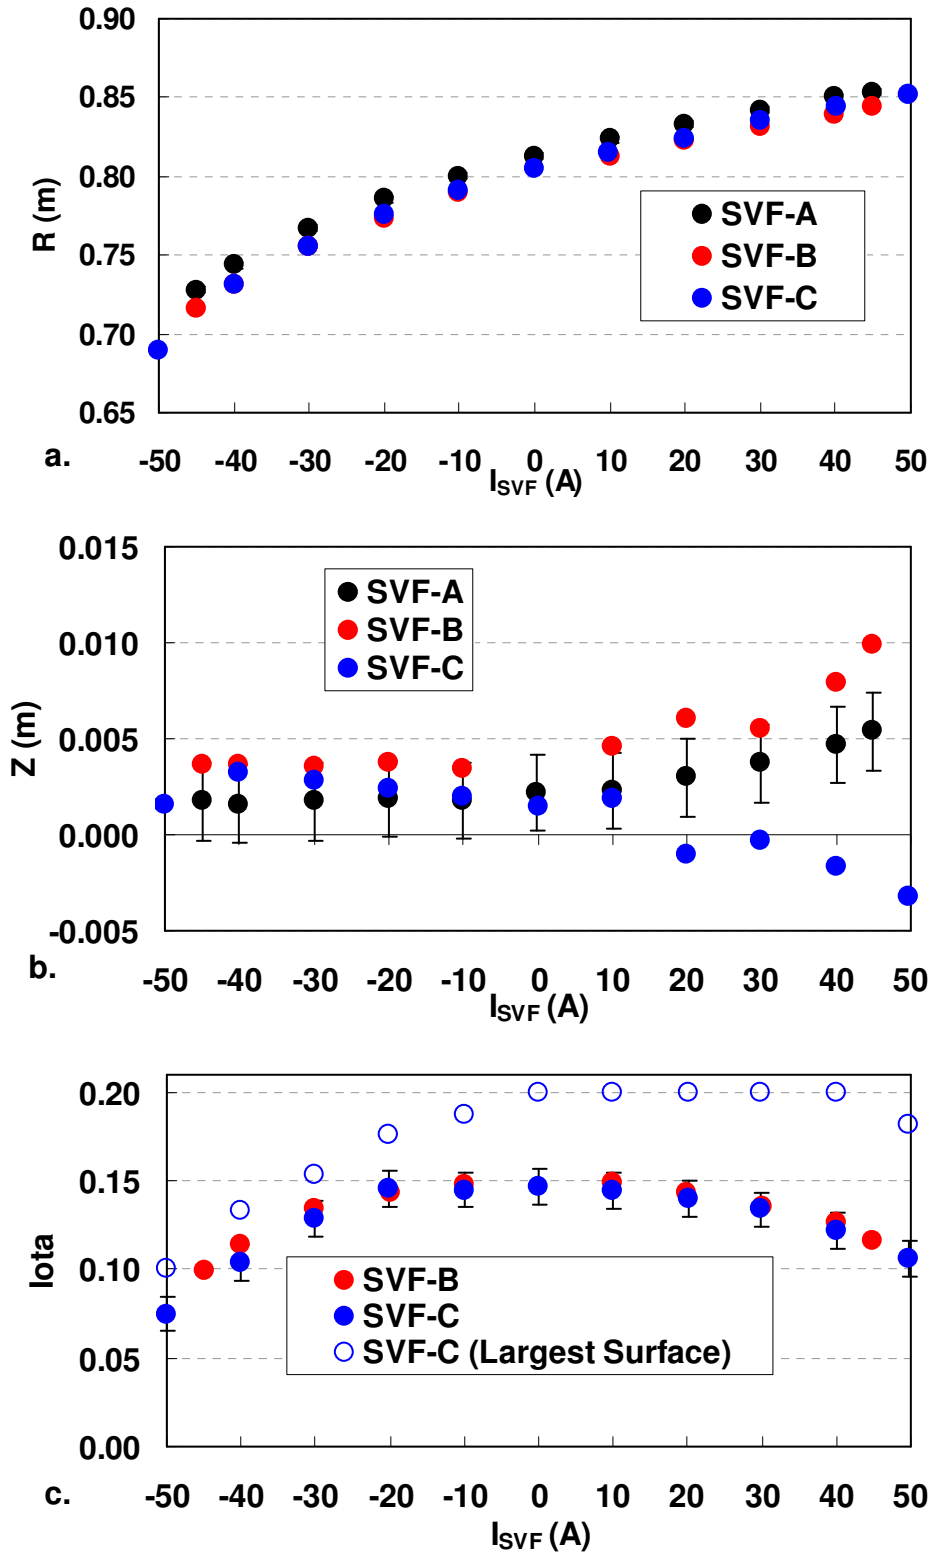 0.90
0.85
0.80
0.75
0.70
0.65
R (m)
SVF-A
SVF-B
SVF-C
-50 -40 -30 -20 -10 0 10 20 30 40 50
a.
I_SVF (A)
0.015
0.010
0.005
0.000
-0.005
Z (m)
SVF-A
SVF-B
SVF-C
-50 -40 -30 -20 -10 0 10 20 30 40 50
b.
I_SVF (A)
0.20
0.15
0.10
0.05
0.00
Iota
SVF-B
SVF-C
SVF-C (Largest Surface)
c. -50 -40 -30 -20 -10 0 10 20 30 40 50
I_SVF (A)